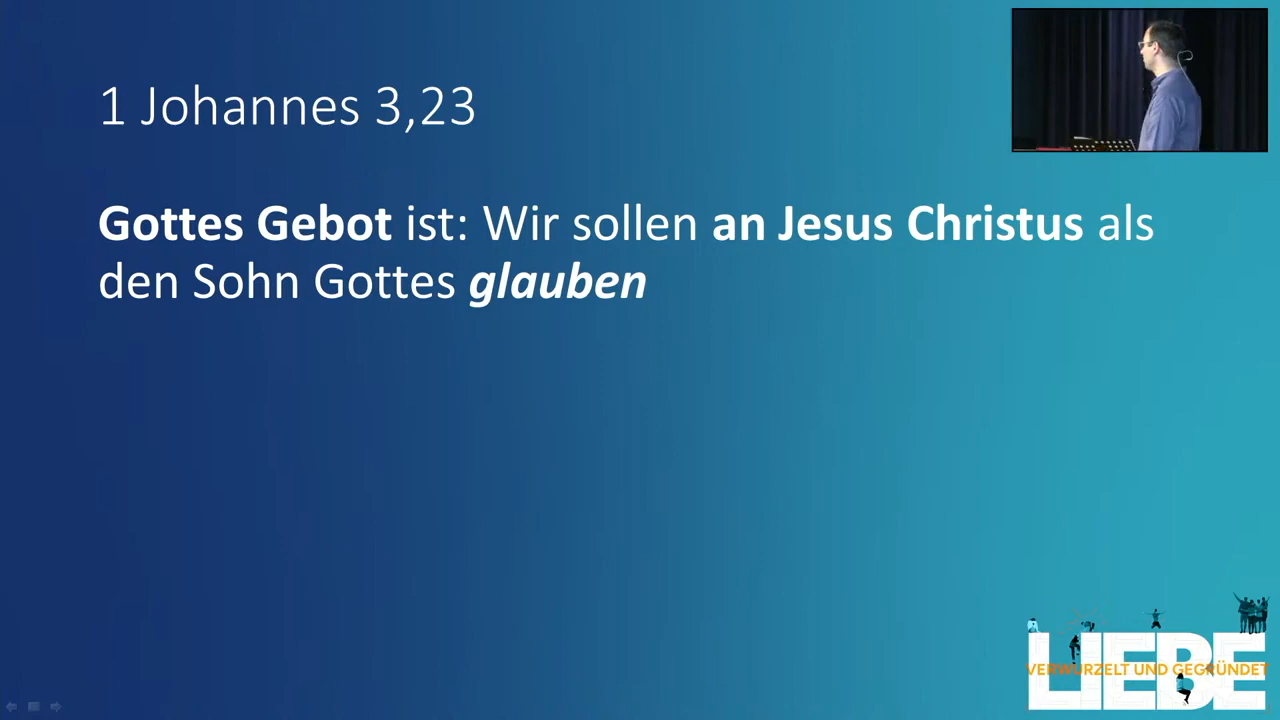 1 Johannes 3,23
Gottes Gebot ist: Wir sollen an Jesus Christus als
den Sohn Gottes glauben
LIEBE
VERWURZELT UND GEGRÜNDET